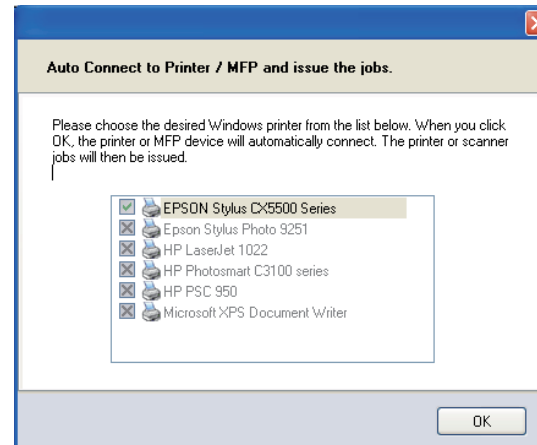 Auto Connect to Printer / MFP and issue the jobs.
Please choose the desired Windows printer from the list below. When you click
OK, the printer or MFP device will automatically connect. The printer or scanner
jobs will then be issued.
EPSON Stylus CX5500 Series
Epson Stylus Photo 9251
HP LaserJet 1022
HP Photosmart C3100 series
HP PSC 950
Microsoft XPS Document Writer
OK